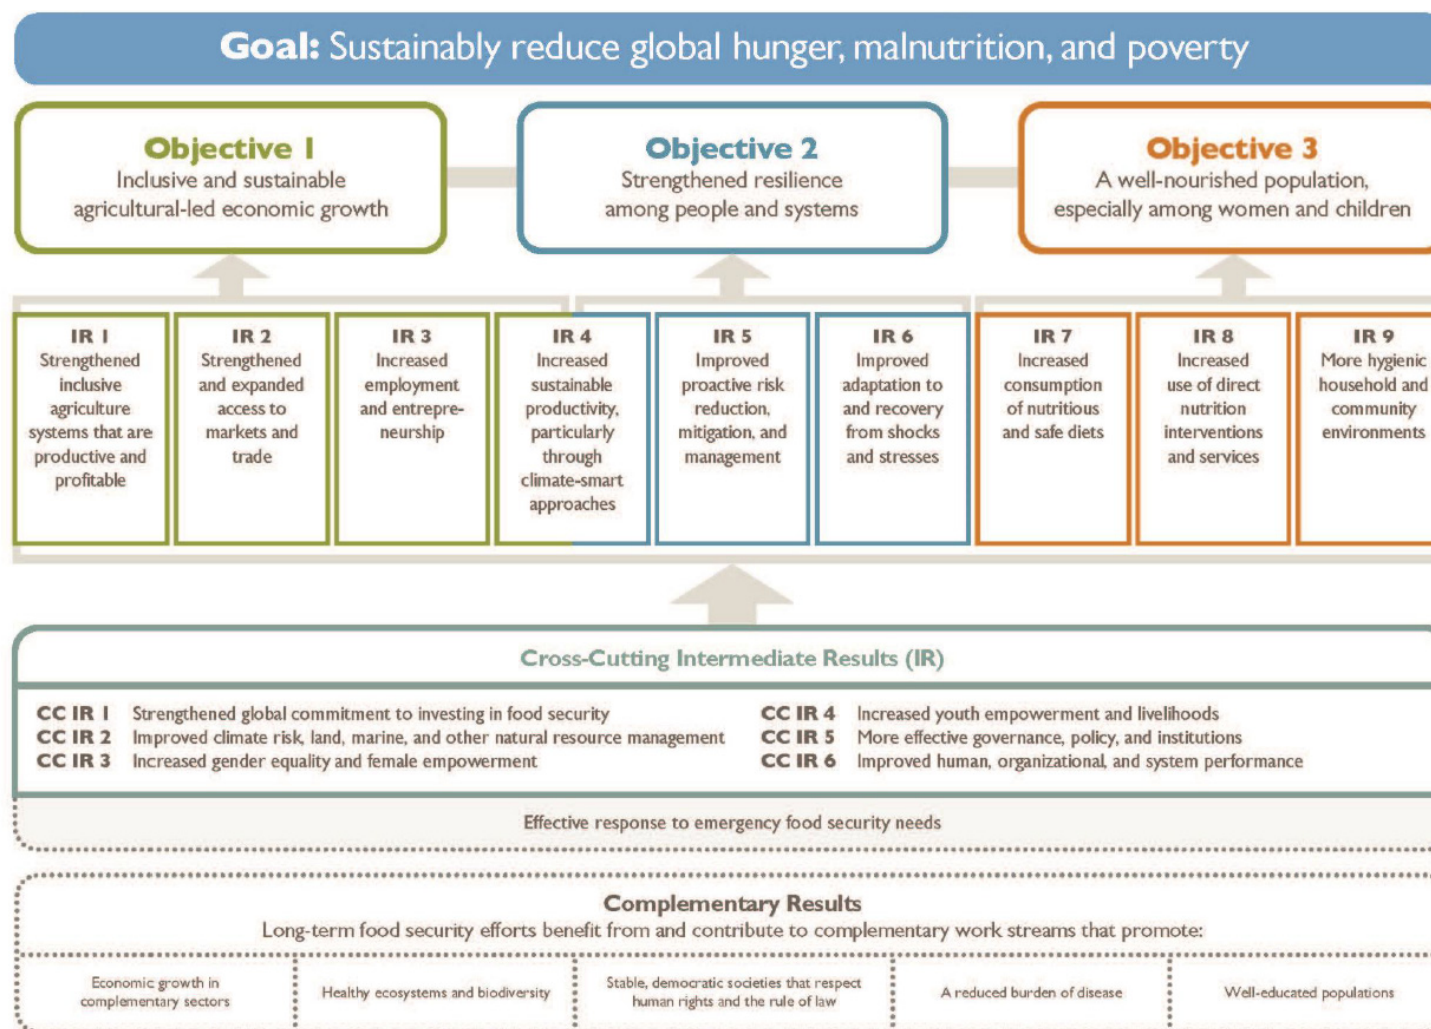 Goal: Sustainably reduce global hunger, malnutrition, and poverty
Objective 1
Inclusive and sustainable
agricultural-led economic growth
Objective 2
Strengthened resilience
among people and systems
Objective 3
A well-nourished population,
especially among women and children
IR 1
Strengthened
inclusive
agriculture
systems that are
productive and
profitable
IR 2
Strengthened
and expanded
access to
markets and
trade
IR 3
Increased
employment
and entrepre-
neurship
IR 4
Increased
sustainable
productivity,
particularly
through
climate-smart
approaches
IR 5
Improved
proactive risk
reduction,
mitigation, and
management
IR 6
Improved
adaptation to
and recovery
from shocks
and stresses
IR 7
Increased
consumption
of nutritious
and safe diets
IR 8
Increased
use of direct
nutrition
interventions
and services
IR 9
More hygienic
household and
community
environments
Cross-Cutting Intermediate Results (IR)
CC IR 1 Strengthened global commitment to investing in food security
CC IR 2 Improved climate risk, land, marine, and other natural resource management
CC IR 3 Increased gender equality and female empowerment
CC IR 4 Increased youth empowerment and livelihoods
CC IR 5 More effective governance, policy, and institutions
CC IR 6 Improved human, organizational, and system performance
Effective response to emergency food security needs
Complementary Results
Long-term food security efforts benefit from and contribute to complementary work streams that promote:
Economic growth in
complementary sectors
Healthy ecosystems and biodiversity
Stable, democratic societies that respect
human rights and the rule of law
A reduced burden of disease
Well-educated populations